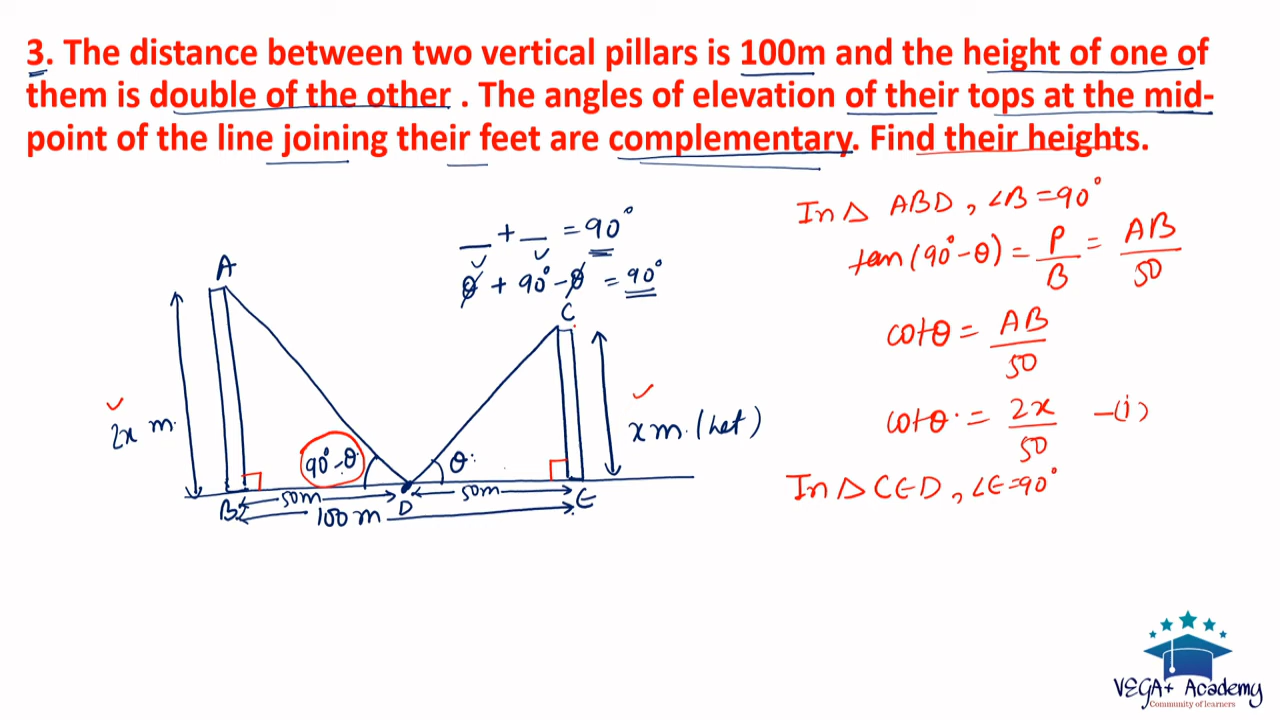 3. The distance between two vertical pillars is 100m and the height of one of
them is double of the other . The angles of elevation of their tops at the mid-
point of the line joining their feet are complementary. Find their heights.
In Δ ABD, ∠B = 90°
tan(90° - θ) = P/B = AB/50
cotθ = AB/50
cotθ = 2x/50 -(i)
In Δ CED, ∠E = 90°
_ + _ = 90°
θ + 90° - θ = 90°
A
C
2x m.
x m. (let)
90° - θ
θ
50m
50m
B
D
E
100 m
VEGA+ Academy
Community of learners